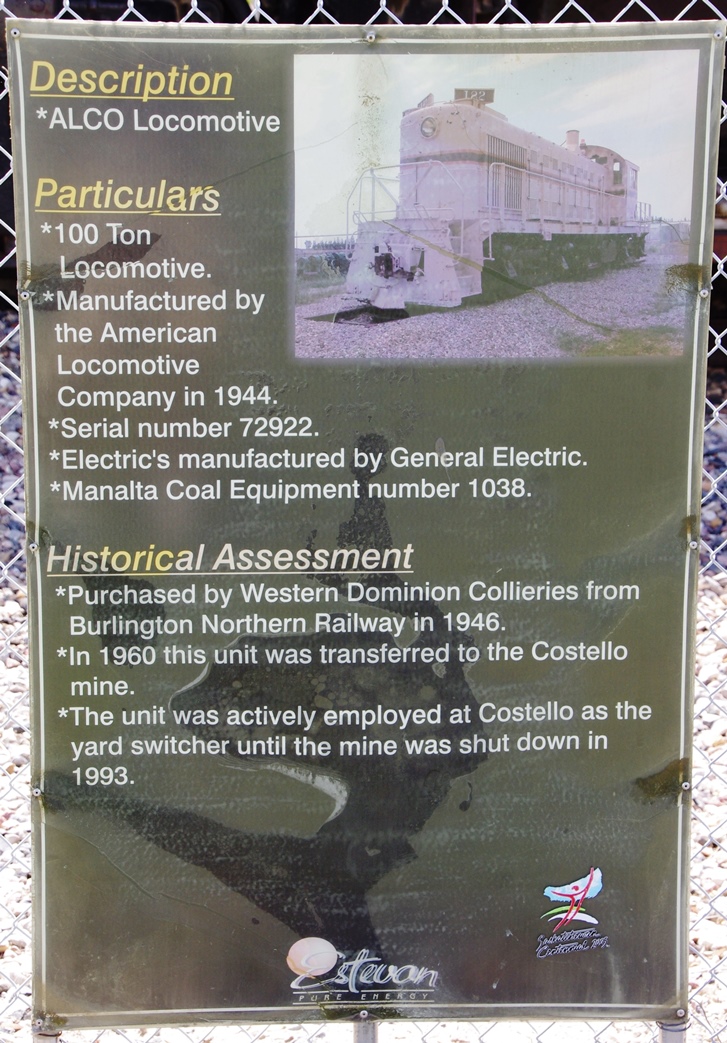 Description
*ALCO Locomotive
Particulars
*100 Ton
Locomotive.
*Manufactured by
the American
Locomotive
Company in 1944.
*Serial number 72922.
*Electric's manufactured by General Electric.
*Manalta Coal Equipment number 1038.
Historical Assessment
*Purchased by Western Dominion Collieries from
Burlington Northern Railway in 1946.
*In 1960 this unit was transferred to the Costello
mine.
*The unit was actively employed at Costello as the
yard switcher until the mine was shut down in
1993.
Estevan
PURE ENERGY